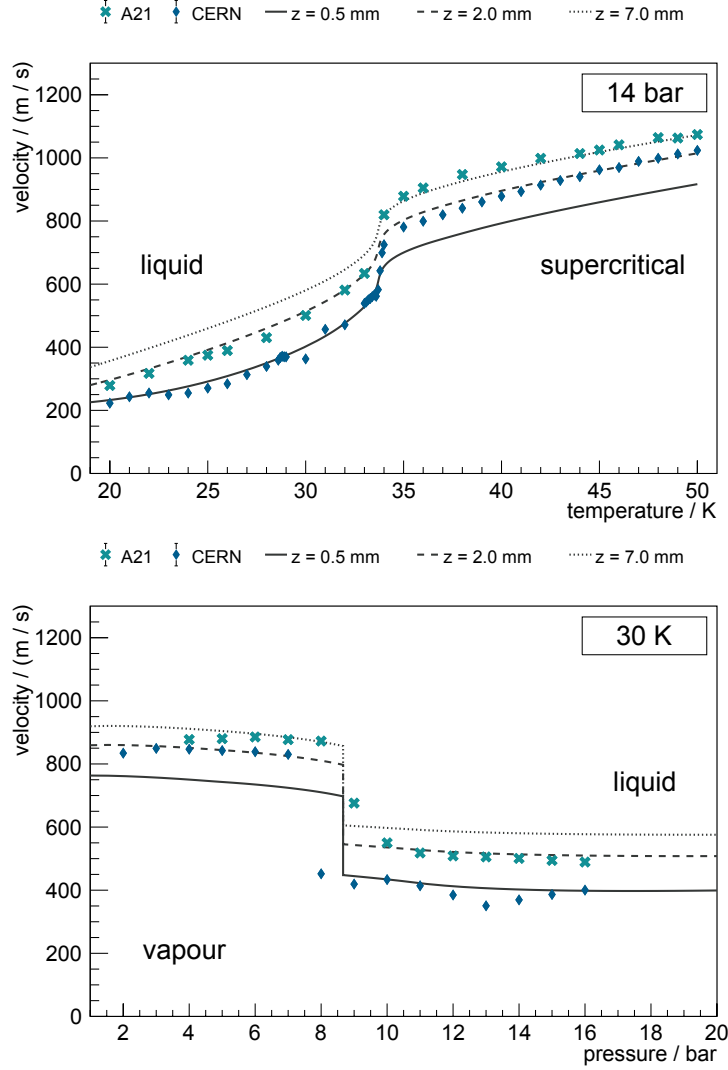 A21 CERN z = 0.5 mm z = 2.0 mm z = 7.0 mm
velocity / (m / s)
14 bar
1200
1000
800
600
400
200
0
liquid
supercritical
20 25 30 35 40 45 50
temperature / K
A21 CERN z = 0.5 mm z = 2.0 mm z = 7.0 mm
velocity / (m / s)
30 K
1200
1000
800
600
400
200
0
liquid
vapour
2 4 6 8 10 12 14 16 18 20
pressure / bar